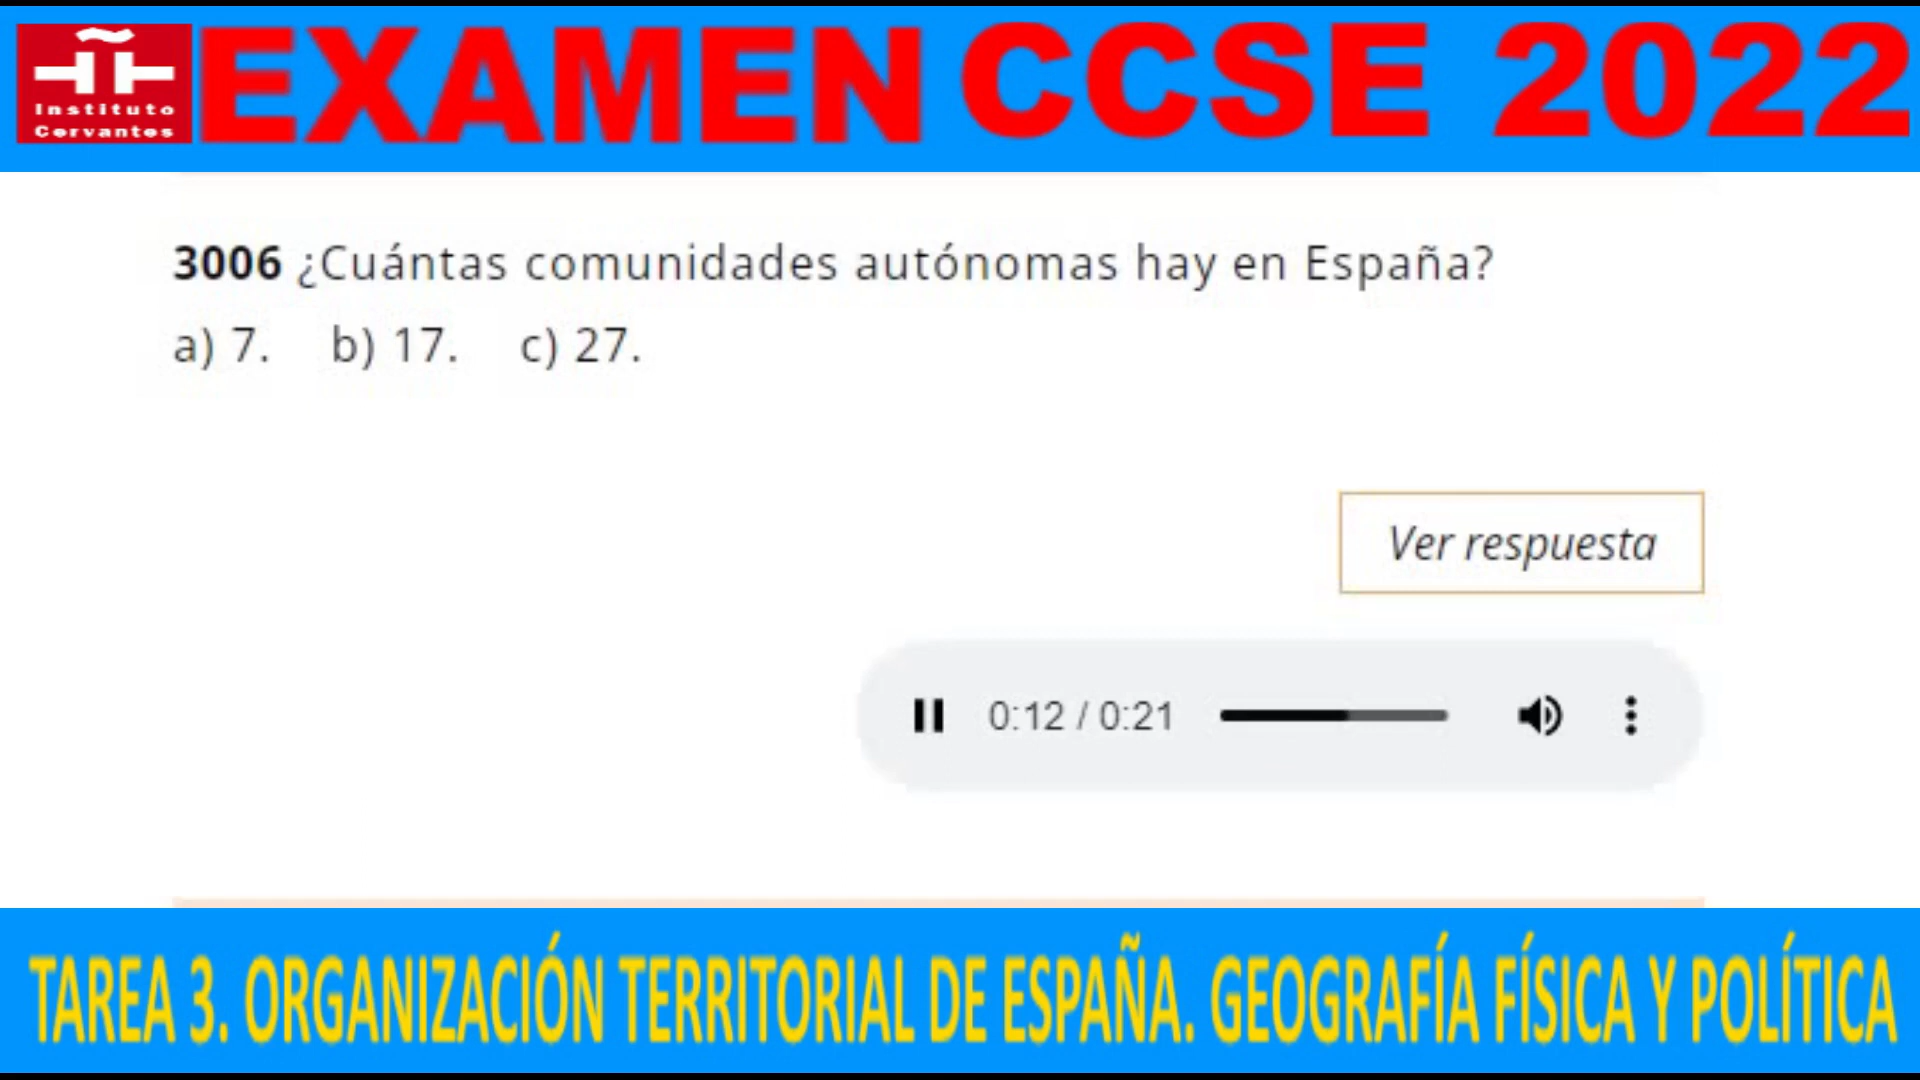 Instituto
Cervantes
EXAMEN CCSE 2022
3006 ¿Cuántas comunidades autónomas hay en España?
a) 7. b) 17. c) 27.
Ver respuesta
0:12 / 0:21
TAREA 3. ORGANIZACIÓN TERRITORIAL DE ESPAÑA. GEOGRAFÍA FÍSICA Y POLÍTICA